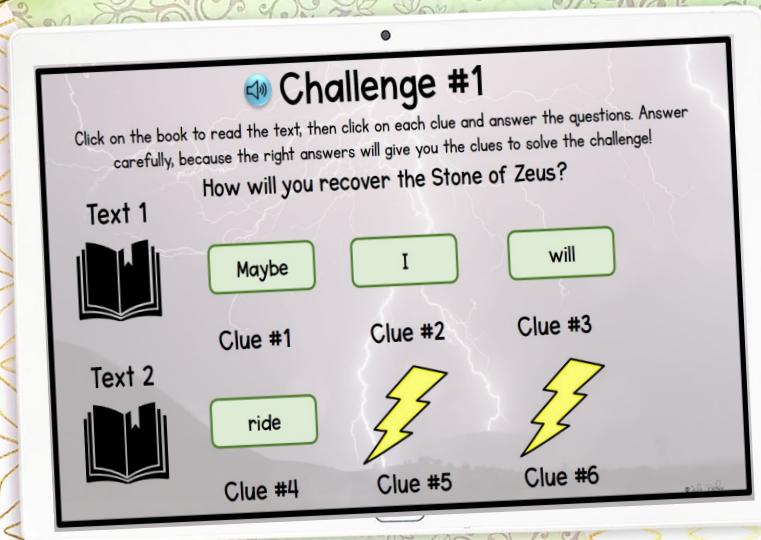 Challenge #1
Click on the book to read the text, then click on each clue and answer the questions. Answer
carefully, because the right answers will give you the clues to solve the challenge!
How will you recover the Stone of Zeus?
Text 1
Maybe
I
will
Clue #1
Clue #2
Clue #3
Text 2
ride
Clue #4
Clue #5
Clue #6